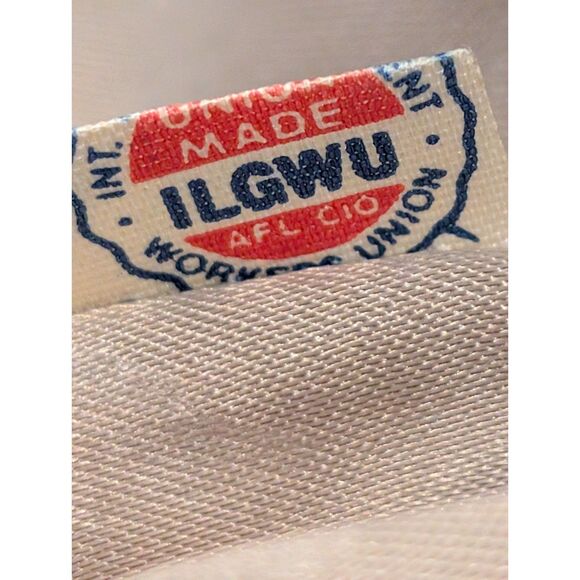 UNION
MADE
ILGWU
AFL CIO
INT.
WORKERS UNION